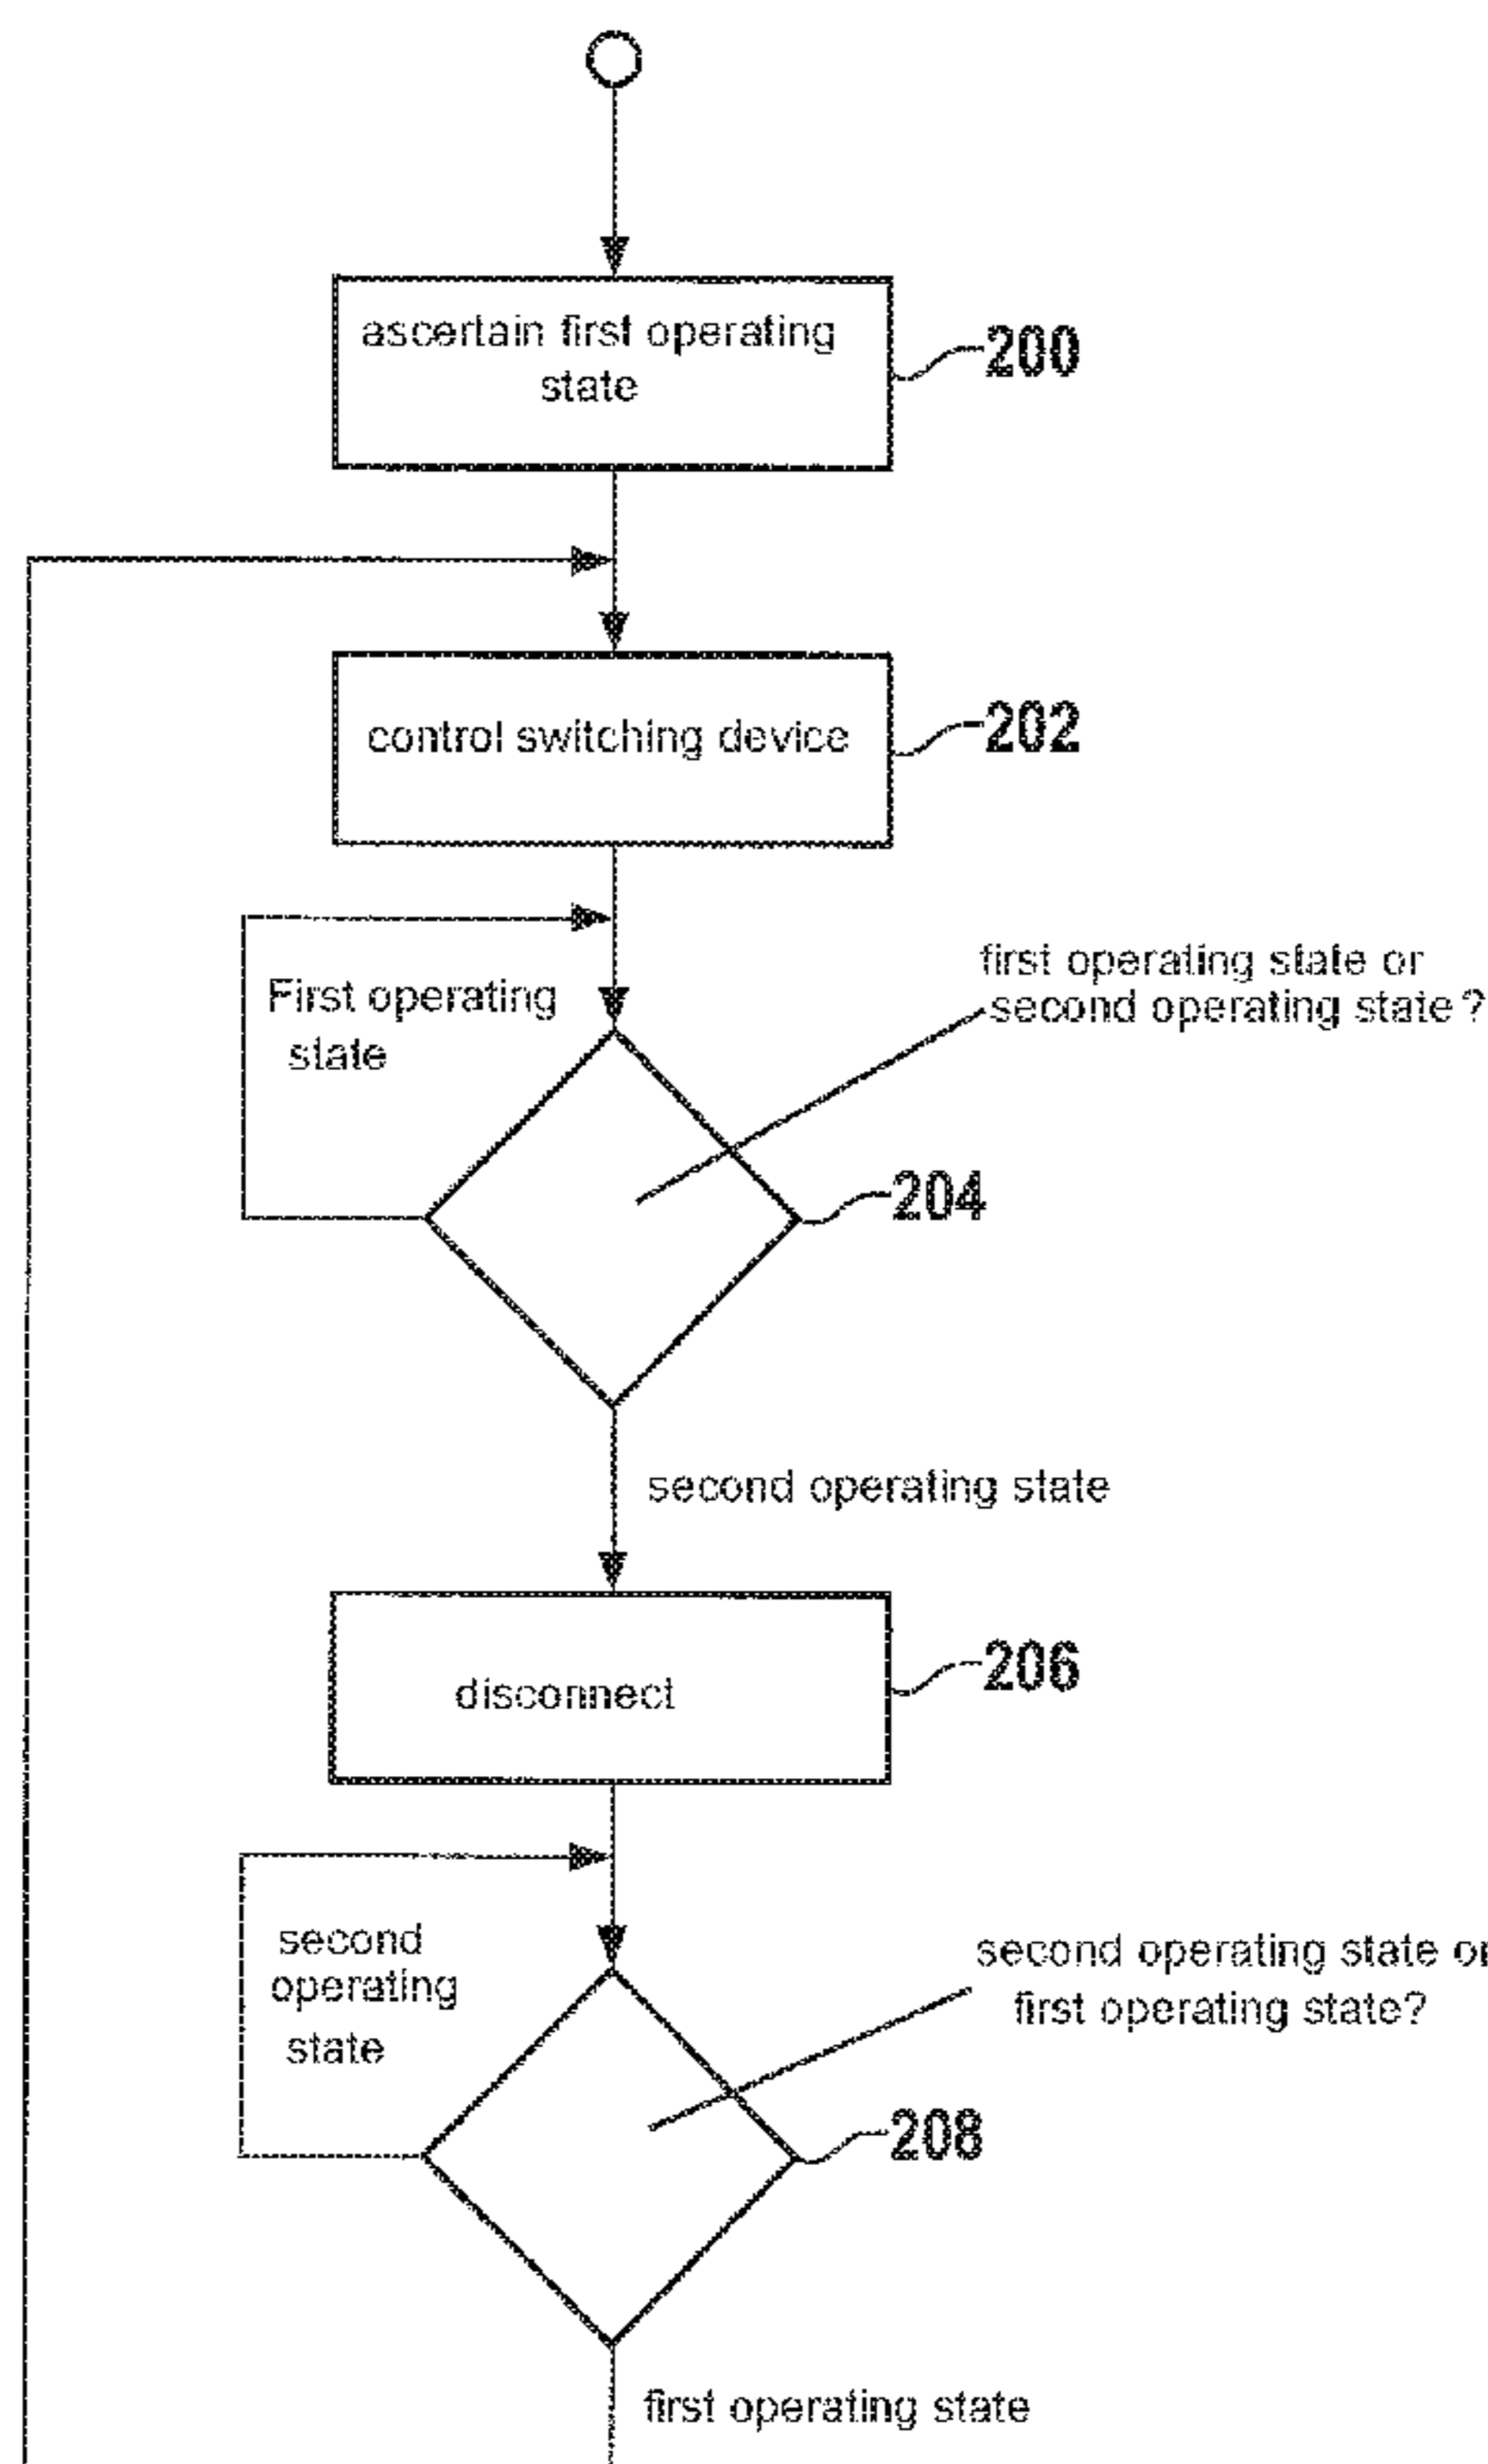 ascertain first operating
state
200
control switching device
202
First operating
state
first operating state or
second operating state?
204
second operating state
disconnect
206
second
operating
state
second operating state or
first operating state?
208
first operating state